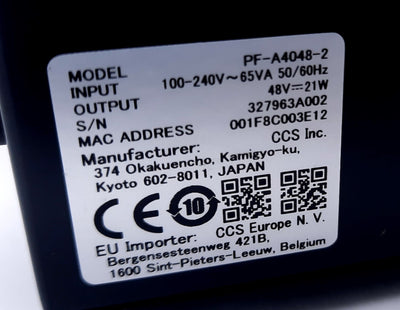 MODEL PF-A4048-2
INPUT 100-240V~65VA 50/60Hz
OUTPUT 48V⎓21W
S/N 327963A002
MAC ADDRESS 001F8C003E12
Manufacturer: CCS Inc.
374 Okakuencho, Kamigyo-ku,
Kyoto 602-8011, JAPAN
CE 10
EU Importer: CCS Europe N. V.
Bergensesteenweg 421B,
1600 Sint-Pieters-Leeuw, Belgium